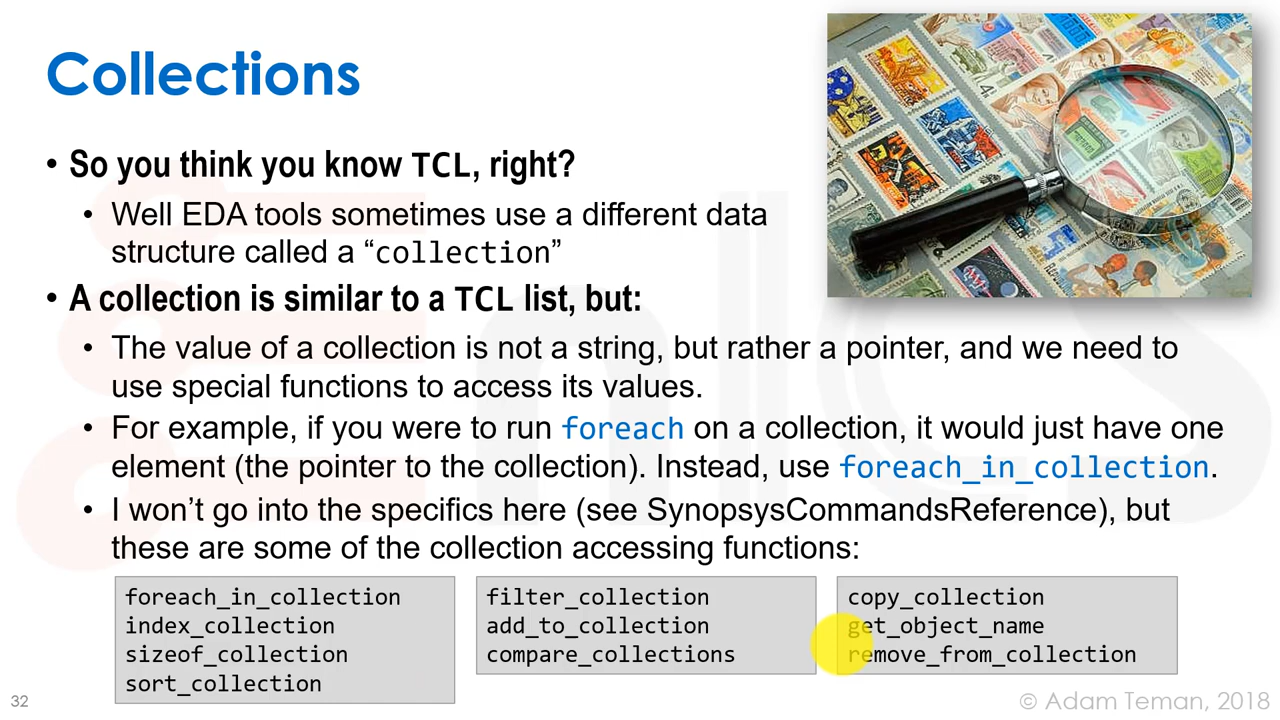 Collections
• So you think you know TCL, right?
• Well EDA tools sometimes use a different data
structure called a “collection”
• A collection is similar to a TCL list, but:
• The value of a collection is not a string, but rather a pointer, and we need to
use special functions to access its values.
• For example, if you were to run foreach on a collection, it would just have one
element (the pointer to the collection). Instead, use foreach_in_collection.
• I won’t go into the specifics here (see SynopsysCommandsReference), but
these are some of the collection accessing functions:
foreach_in_collection
index_collection
sizeof_collection
sort_collection
filter_collection
add_to_collection
compare_collections
copy_collection
get_object_name
remove_from_collection
32
© Adam Teman, 2018